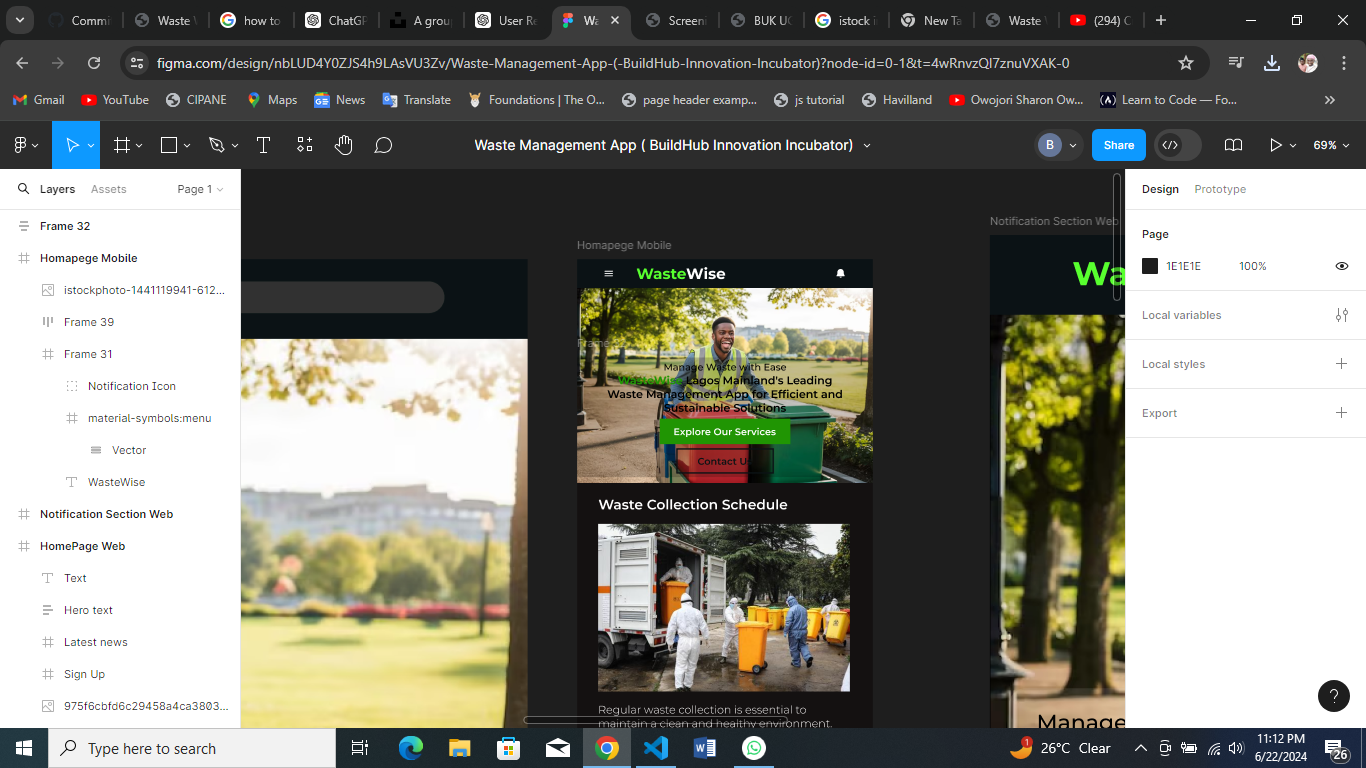 Commi
Waste W
how to
ChatGP
A grou
User Re
Wa
Screeni
BUK UG
istock i
New Ta
Waste W
(294) C
figma.com/design/nbLUD4Y0ZJS4h9LAsVU3Zv/Waste-Management-App-(-BuildHub-Innovation-Incubator)?node-id=0-1&t=4wRnvzQl7znuVXAK-0
Gmail
YouTube
CIPANE
Maps
News
Translate
Foundations | The O...
page header examp...
js tutorial
Havilland
Owojori Sharon Ow...
Learn to Code — Fo...
Waste Management App ( BuildHub Innovation Incubator)
B
Share
69%
Layers
Assets
Page 1
Frame 32
Homapege Mobile
istockphoto-1441119941-612...
Frame 39
Frame 31
Notification Icon
material-symbols:menu
Vector
WasteWise
Notification Section Web
HomePage Web
Text
Hero text
Latest news
Sign Up
975f6cbfd6c29458a4ca3803...
Homapege Mobile
WasteWise
Manage Waste with Ease
WasteWise: Lagos Mainland's Leading
Waste Management App for Efficient and
Sustainable Solutions
Explore Our Services
Contact Us
Waste Collection Schedule
Regular waste collection is essential to
maintain a clean and healthy environment.
Notification Section Web
Wa
Manage
Design
Prototype
Page
1E1E1E
100%
Local variables
Local styles
Export
?
Type here to search
1
26°C Clear
11:12 PM
6/22/2024
26